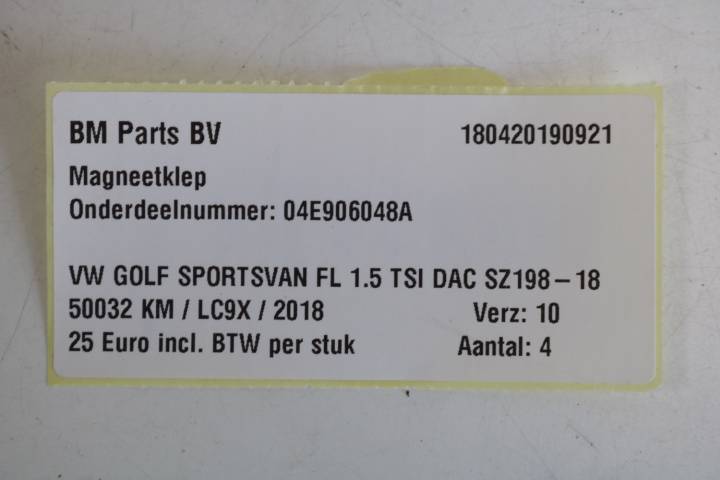 BM Parts BV 180420190921
Magneetklep
Onderdeelnummer: 04E906048A
VW GOLF SPORTSVAN FL 1.5 TSI DAC SZ198-18
50032 KM / LC9X / 2018 Verz: 10
25 Euro incl. BTW per stuk Aantal: 4